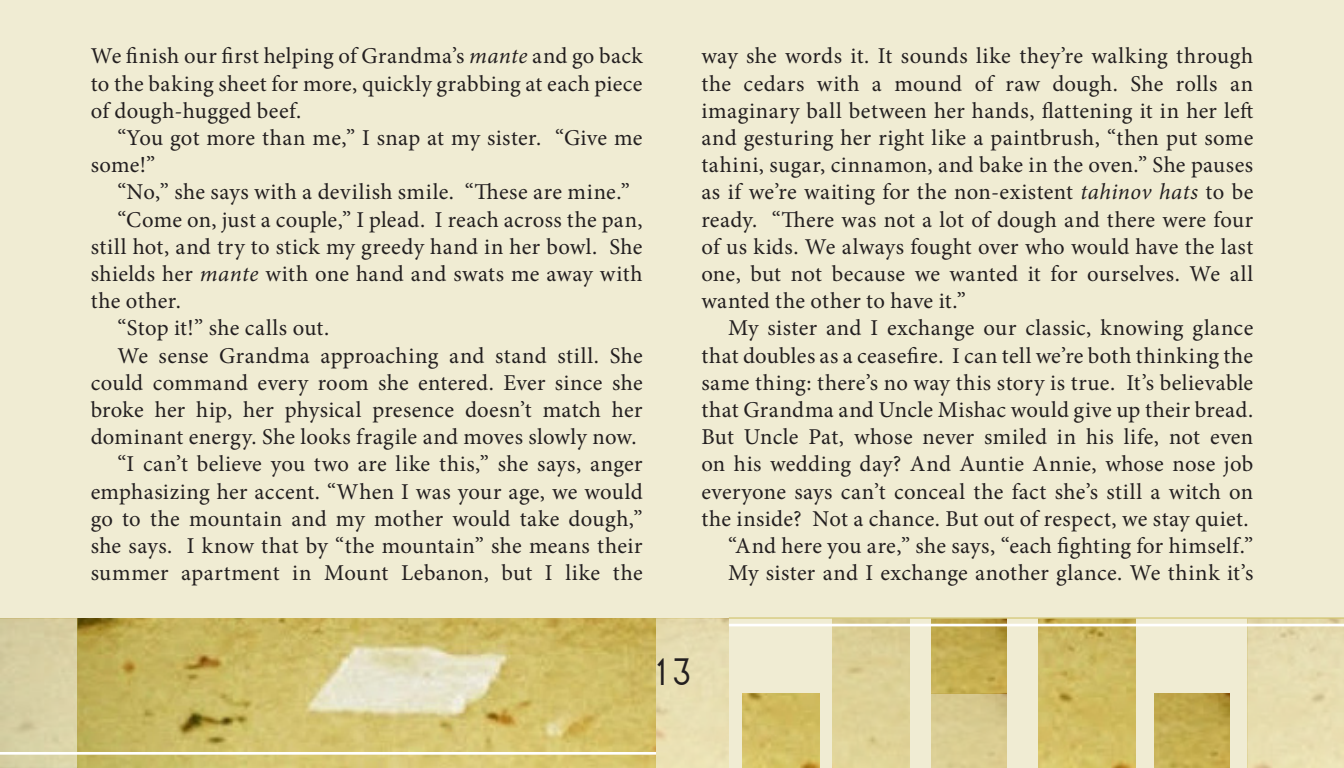 We finish our first helping of Grandma’s mante and go back
to the baking sheet for more, quickly grabbing at each piece
of dough-hugged beef.
“You got more than me,” I snap at my sister.  “Give me
some!”
“No,” she says with a devilish smile.  “These are mine.”
“Come on, just a couple,” I plead.  I reach across the pan,
still hot, and try to stick my greedy hand in her bowl.  She
shields her mante with one hand and swats me away with
the other.
“Stop it!” she calls out.
We sense Grandma approaching and stand still. She
could command every room she entered. Ever since she
broke her hip, her physical presence doesn’t match her
dominant energy. She looks fragile and moves slowly now.
“I can’t believe you two are like this,” she says, anger
emphasizing her accent. “When I was your age, we would
go to the mountain and my mother would take dough,”
she says.  I know that by “the mountain” she means their
summer apartment in Mount Lebanon, but I like the
way she words it. It sounds like they’re walking through
the cedars with a mound of raw dough. She rolls an
imaginary ball between her hands, flattening it in her left
and gesturing her right like a paintbrush, “then put some
tahini, sugar, cinnamon, and bake in the oven.” She pauses
as if we’re waiting for the non-existent tahinov hats to be
ready.  “There was not a lot of dough and there were four
of us kids. We always fought over who would have the last
one, but not because we wanted it for ourselves. We all
wanted the other to have it.”
My sister and I exchange our classic, knowing glance
that doubles as a ceasefire.  I can tell we’re both thinking the
same thing: there’s no way this story is true.  It’s believable
that Grandma and Uncle Mishac would give up their bread.
But Uncle Pat, whose never smiled in his life, not even
on his wedding day? And Auntie Annie, whose nose job
everyone says can’t conceal the fact she’s still a witch on
the inside?  Not a chance. But out of respect, we stay quiet.
“And here you are,” she says, “each fighting for himself.”
My sister and I exchange another glance. We think it’s
13